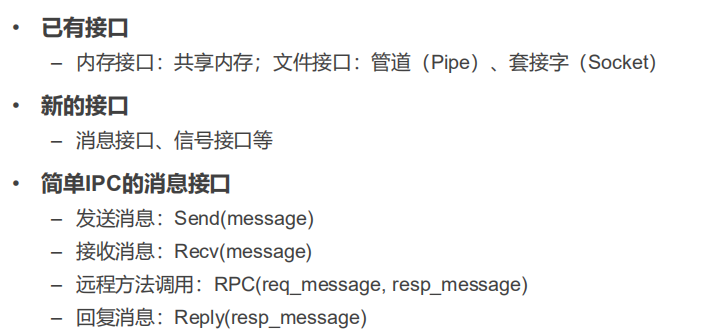 • 已有接口
– 内存接口：共享内存；文件接口：管道（Pipe）、套接字（Socket）
• 新的接口
– 消息接口、信号接口等
• 简单IPC的消息接口
– 发送消息：Send(message)
– 接收消息：Recv(message)
– 远程方法调用：RPC(req_message, resp_message)
– 回复消息：Reply(resp_message)